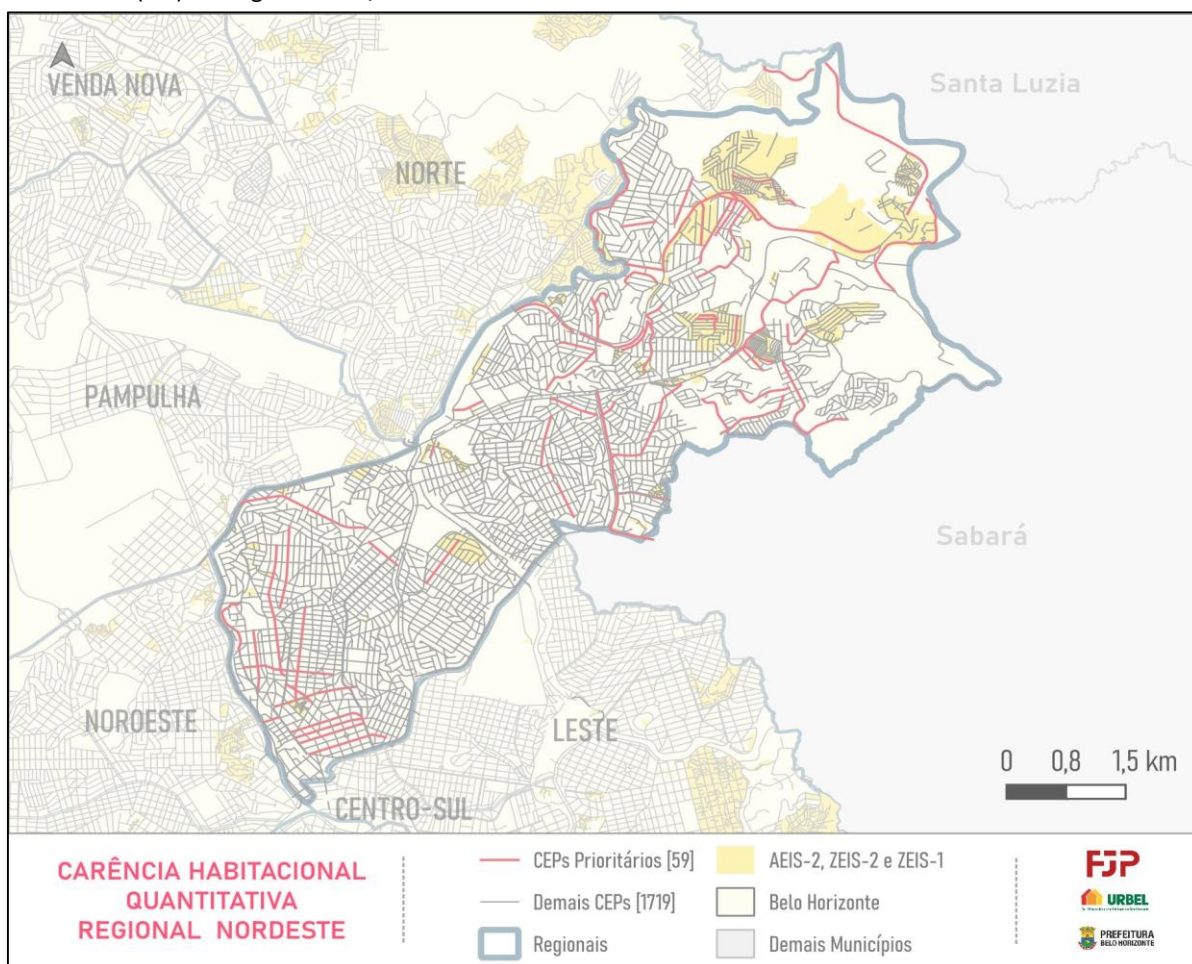 VENDA NOVA
Santa Luzia
NORTE
PAMPULHA
Sabará
NOROESTE
LESTE
CENTRO-SUL
0 0,8 1,5 km
CARÊNCIA HABITACIONAL
QUANTITATIVA
REGIONAL NORDESTE
CEPs Prioritários [59]
Demais CEPs [1719]
Regionais
AEIS-2, ZEIS-2 e ZEIS-1
Belo Horizonte
Demais Municípios
FJP
URBEL
PREFEITURA
BELO HORIZONTE